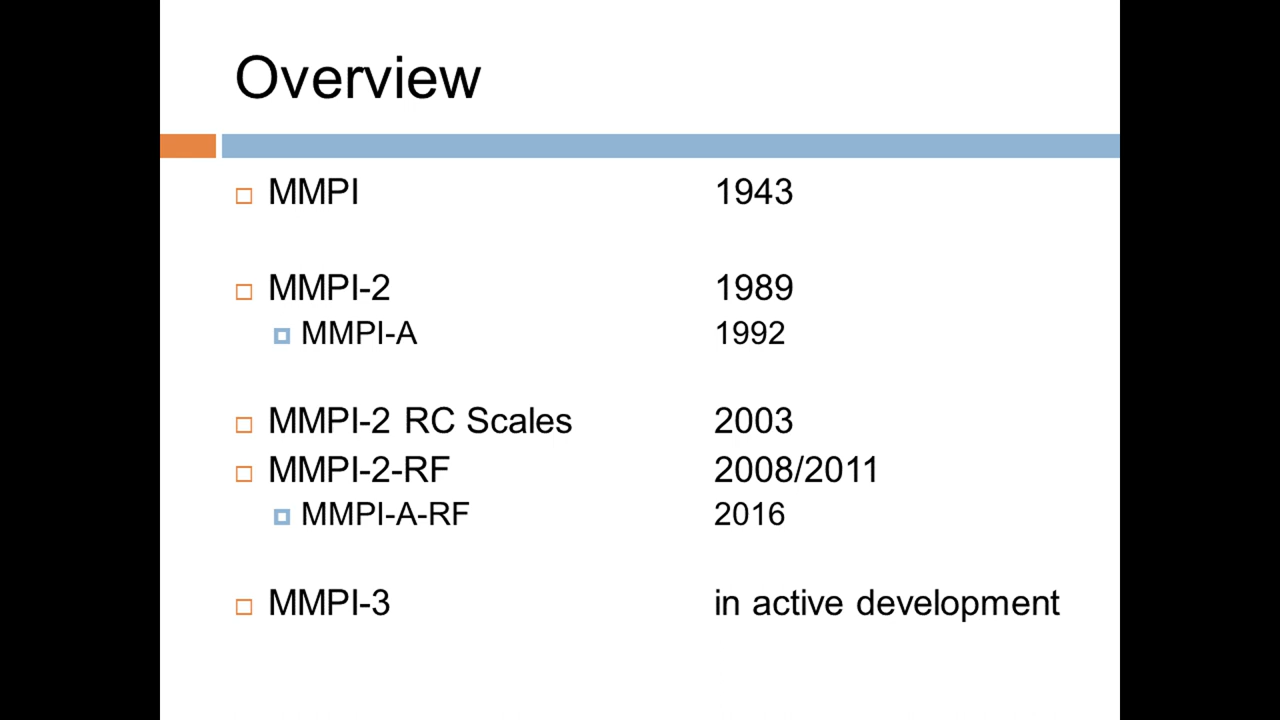 Overview
MMPI 1943
MMPI-2 1989
MMPI-A 1992
MMPI-2 RC Scales 2003
MMPI-2-RF 2008/2011
MMPI-A-RF 2016
MMPI-3 in active development